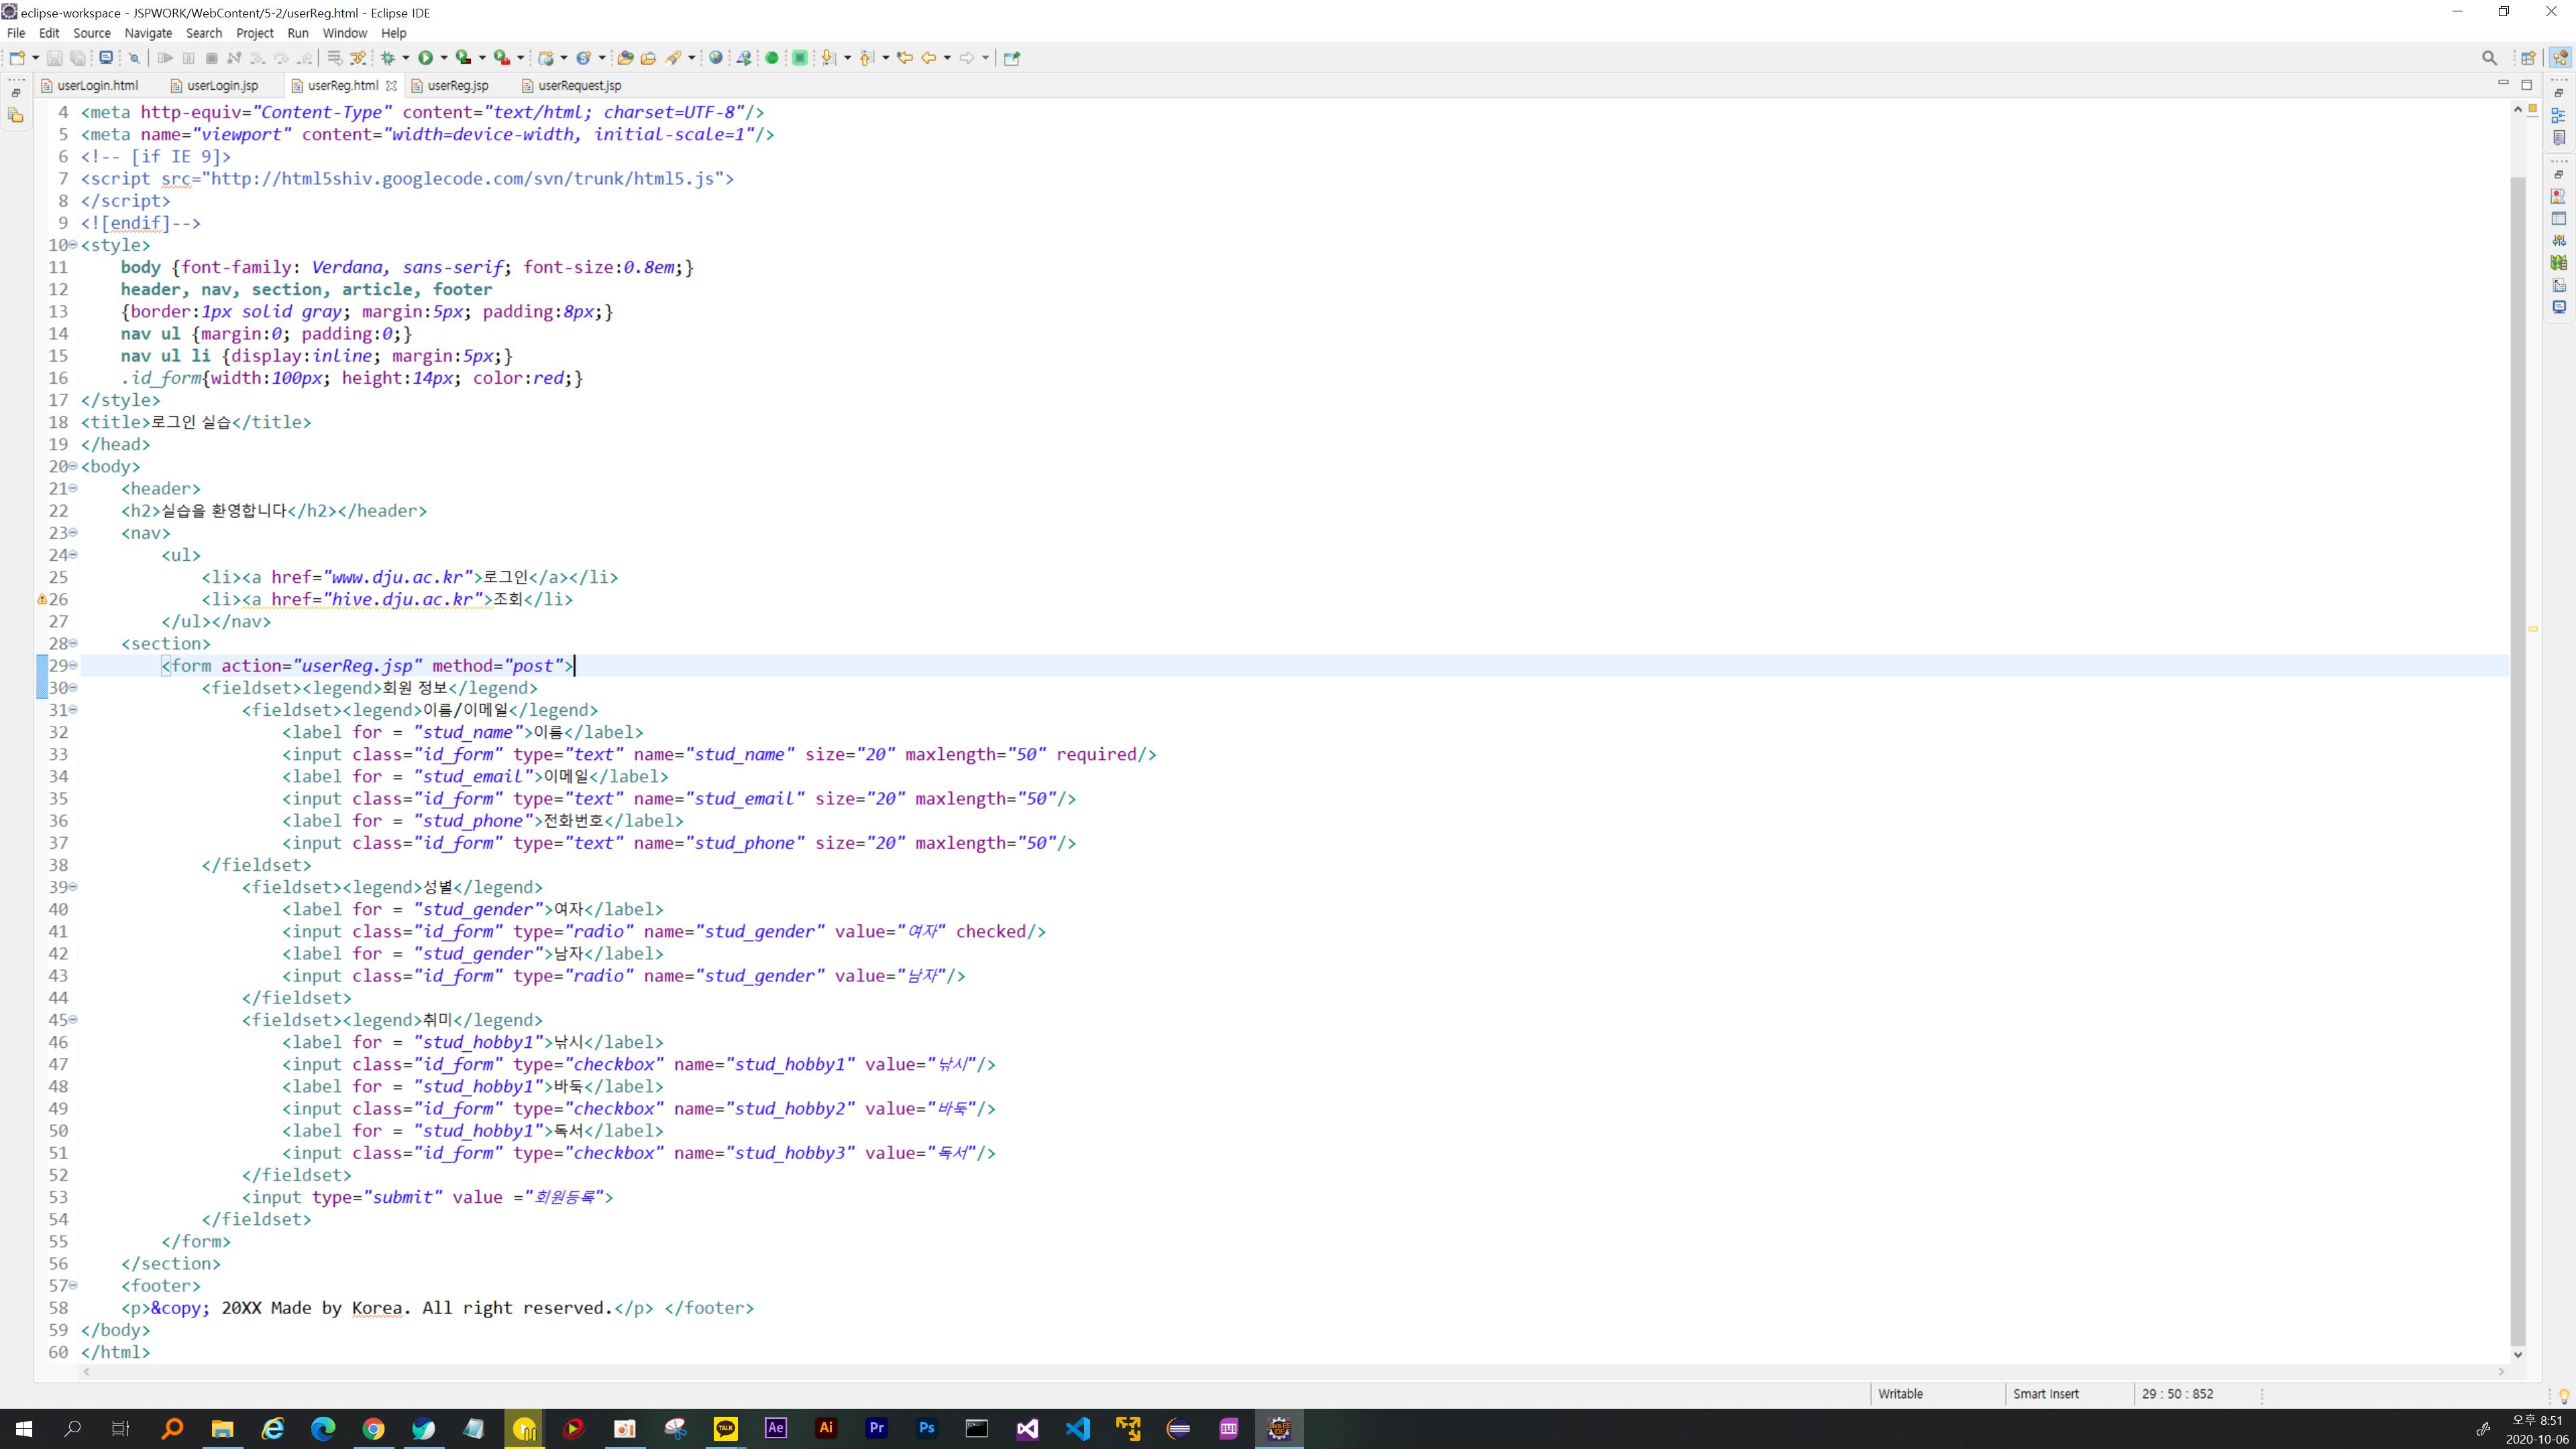 eclipse-workspace - JSPWORK/WebContent/5-2/userReg.html - Eclipse IDE
File Edit Source Navigate Search Project Run Window Help
userLogin.html userLogin.jsp userReg.html userReg.jsp userRequest.jsp
4 <meta http-equiv="Content-Type" content="text/html; charset=UTF-8"/>
5 <meta name="viewport" content="width=device-width, initial-scale=1"/>
6 <!-- [if IE 9]>
7 <script src="http://html5shiv.googlecode.com/svn/trunk/html5.js">
8 </script>
9 <![endif]-->
10 <style>
11 body {font-family: Verdana, sans-serif; font-size:0.8em;}
12 header, nav, section, article, footer
13 {border:1px solid gray; margin:5px; padding:8px;}
14 nav ul {margin:0; padding:0;}
15 nav ul li {display:inline; margin:5px;}
16 .id_form{width:100px; height:14px; color:red;}
17 </style>
18 <title>로그인 실습</title>
19 </head>
20 <body>
21 <header>
22 <h2>실습을 환영합니다</h2></header>
23 <nav>
24 <ul>
25 <li><a href="www.dju.ac.kr">로그인</a></li>
26 <li><a href="hive.dju.ac.kr">조회</li>
27 </ul></nav>
28 <section>
29 <form action="userReg.jsp" method="post">
30 <fieldset><legend>회원 정보</legend>
31 <fieldset><legend>이름/이메일</legend>
32 <label for = "stud_name">이름</label>
33 <input class="id_form" type="text" name="stud_name" size="20" maxlength="50" required/>
34 <label for = "stud_email">이메일</label>
35 <input class="id_form" type="text" name="stud_email" size="20" maxlength="50"/>
36 <label for = "stud_phone">전화번호</label>
37 <input class="id_form" type="text" name="stud_phone" size="20" maxlength="50"/>
38 </fieldset>
39 <fieldset><legend>성별</legend>
40 <label for = "stud_gender">여자</label>
41 <input class="id_form" type="radio" name="stud_gender" value="여자" checked/>
42 <label for = "stud_gender">남자</label>
43 <input class="id_form" type="radio" name="stud_gender" value="남자"/>
44 </fieldset>
45 <fieldset><legend>취미</legend>
46 <label for = "stud_hobby1">낚시</label>
47 <input class="id_form" type="checkbox" name="stud_hobby1" value="낚시"/>
48 <label for = "stud_hobby1">바둑</label>
49 <input class="id_form" type="checkbox" name="stud_hobby2" value="바둑"/>
50 <label for = "stud_hobby1">독서</label>
51 <input class="id_form" type="checkbox" name="stud_hobby3" value="독서"/>
52 </fieldset>
53 <input type="submit" value ="회원등록">
54 </fieldset>
55 </form>
56 </section>
57 <footer>
58 <p>&copy; 20XX Made by Korea. All right reserved.</p> </footer>
59 </body>
60 </html>
Writable Smart Insert 29 : 50 : 852
TALK Ae Ai Pr Ps
오후 8:51
2020-10-06